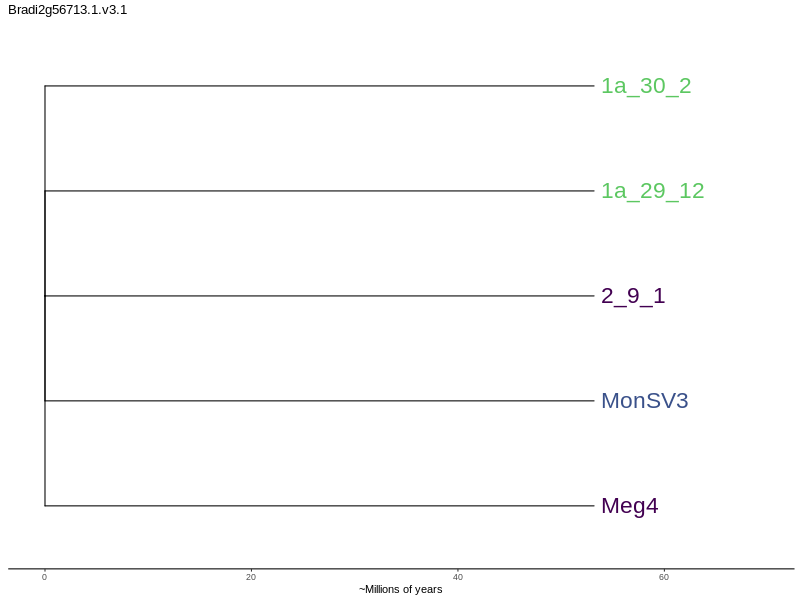 Bradi2g56713.1.v3.1
1a_30_2
1a_29_12
2_9_1
MonSV3
Meg4
0 20 40 60
~Millions of years